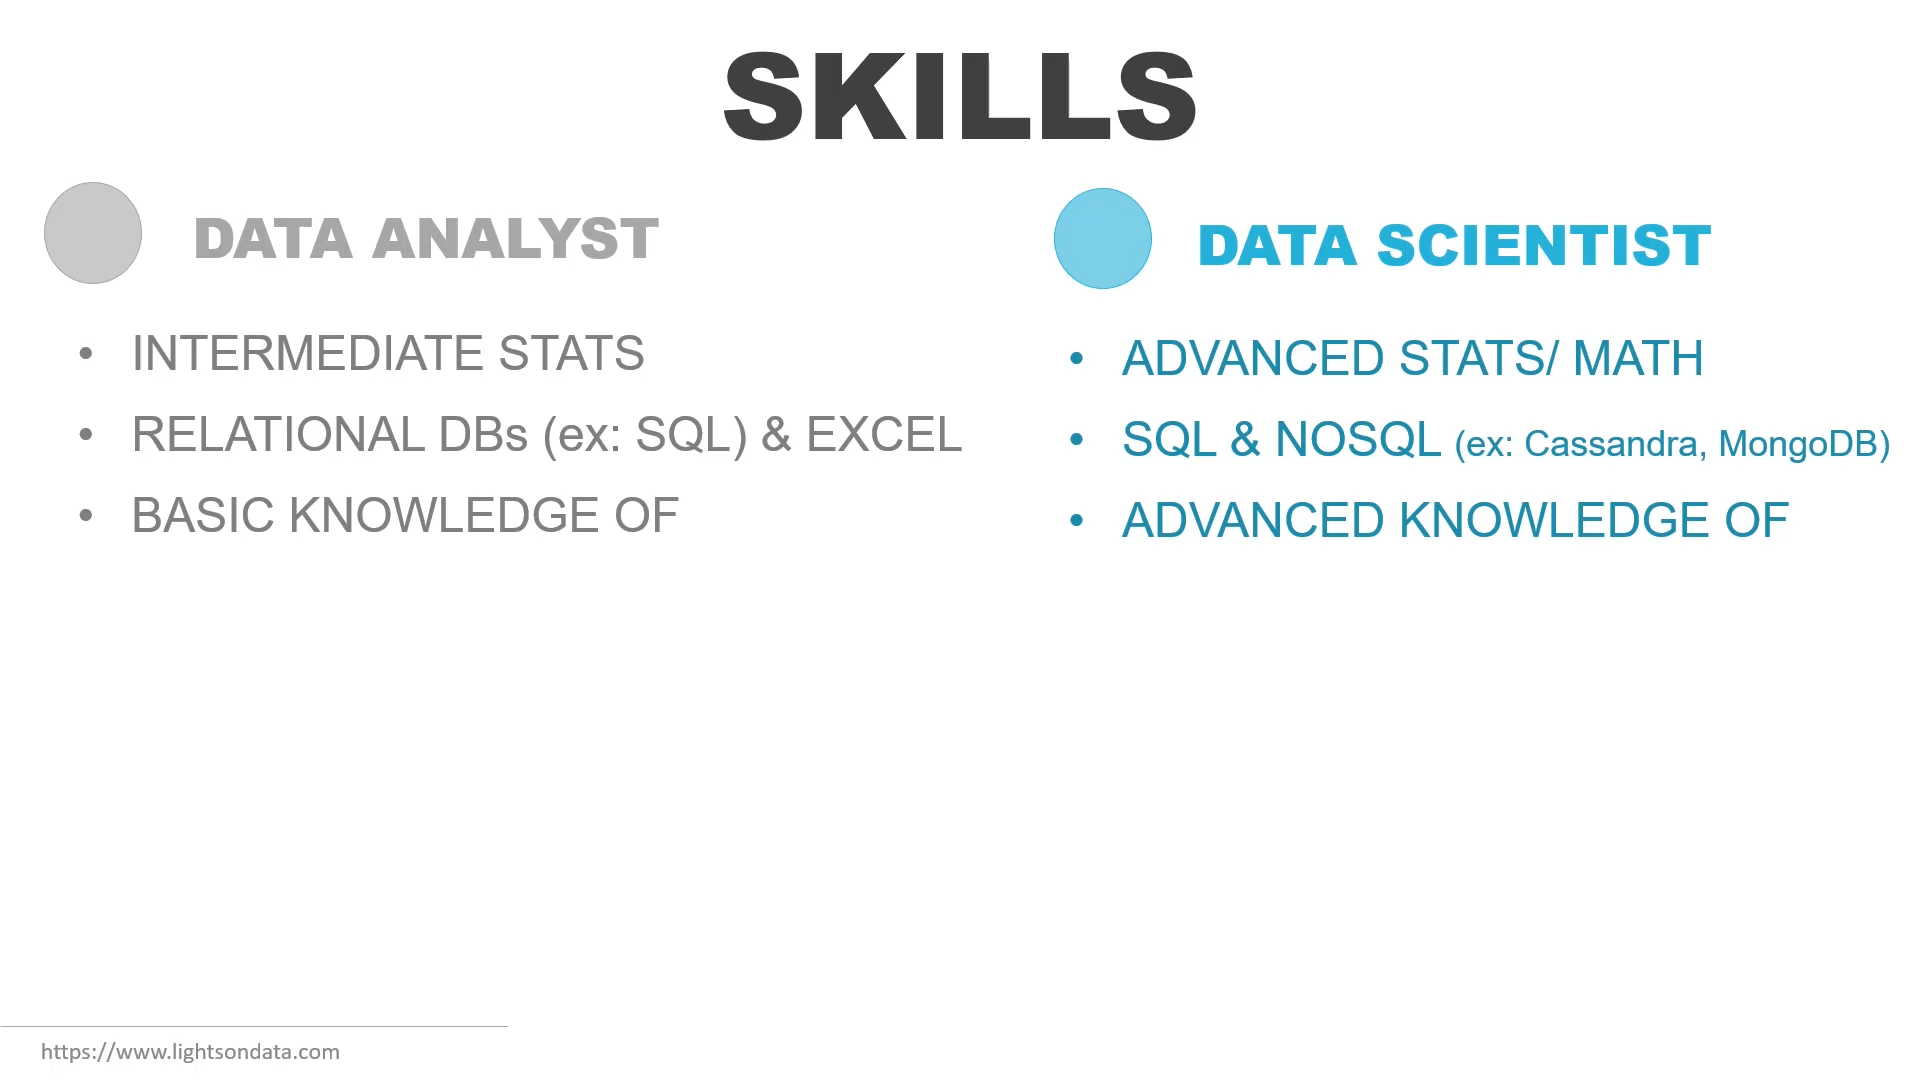 SKILLS
DATA ANALYST
• INTERMEDIATE STATS
• RELATIONAL DBs (ex: SQL) & EXCEL
• BASIC KNOWLEDGE OF
DATA SCIENTIST
• ADVANCED STATS/ MATH
• SQL & NOSQL (ex: Cassandra, MongoDB)
• ADVANCED KNOWLEDGE OF
https://www.lightsondata.com